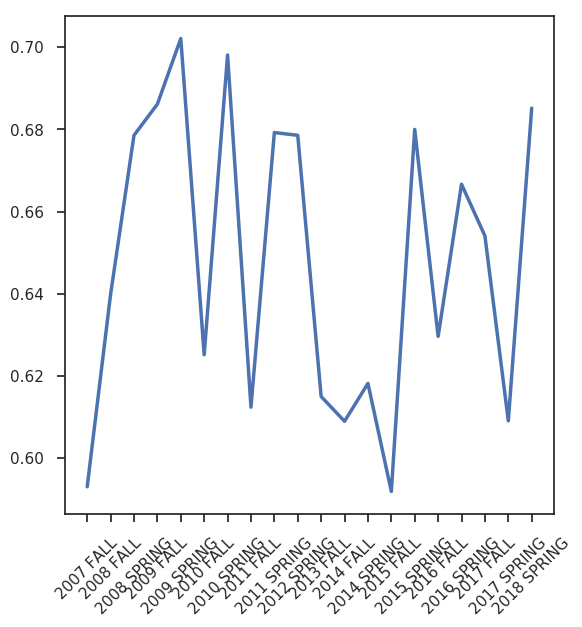 0.70
0.68
0.66
0.64
0.62
0.60
2007 FALL
2008 FALL
2008 SPRING
2009 FALL
2009 SPRING
2010 FALL
2010 SPRING
2011 FALL
2011 SPRING
2012 SPRING
2013 FALL
2014 FALL
2014 SPRING
2015 FALL
2015 SPRING
2016 FALL
2016 SPRING
2017 FALL
2017 SPRING
2018 SPRING